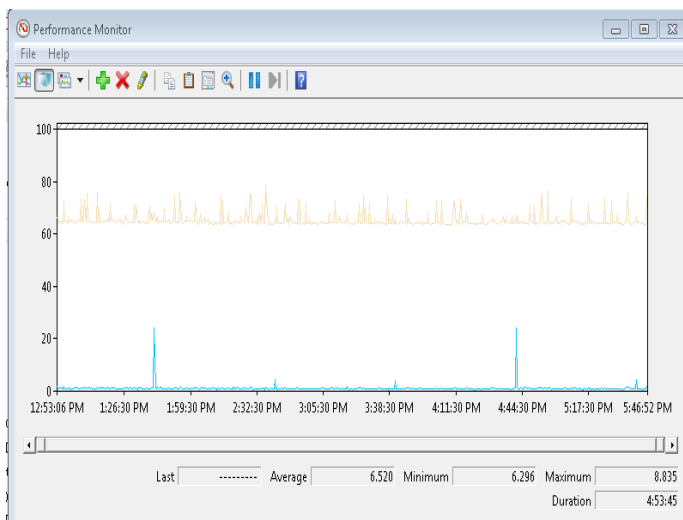 Performance Monitor
File Help
100
80
60
40
20
0
12:53:06 PM 1:26:30 PM 1:59:30 PM 2:32:30 PM 3:05:30 PM 3:38:30 PM 4:11:30 PM 4:44:30 PM 5:17:30 PM 5:46:52 PM
Last --------- Average 6.520 Minimum 6.296 Maximum 8.835
Duration 4:53:45